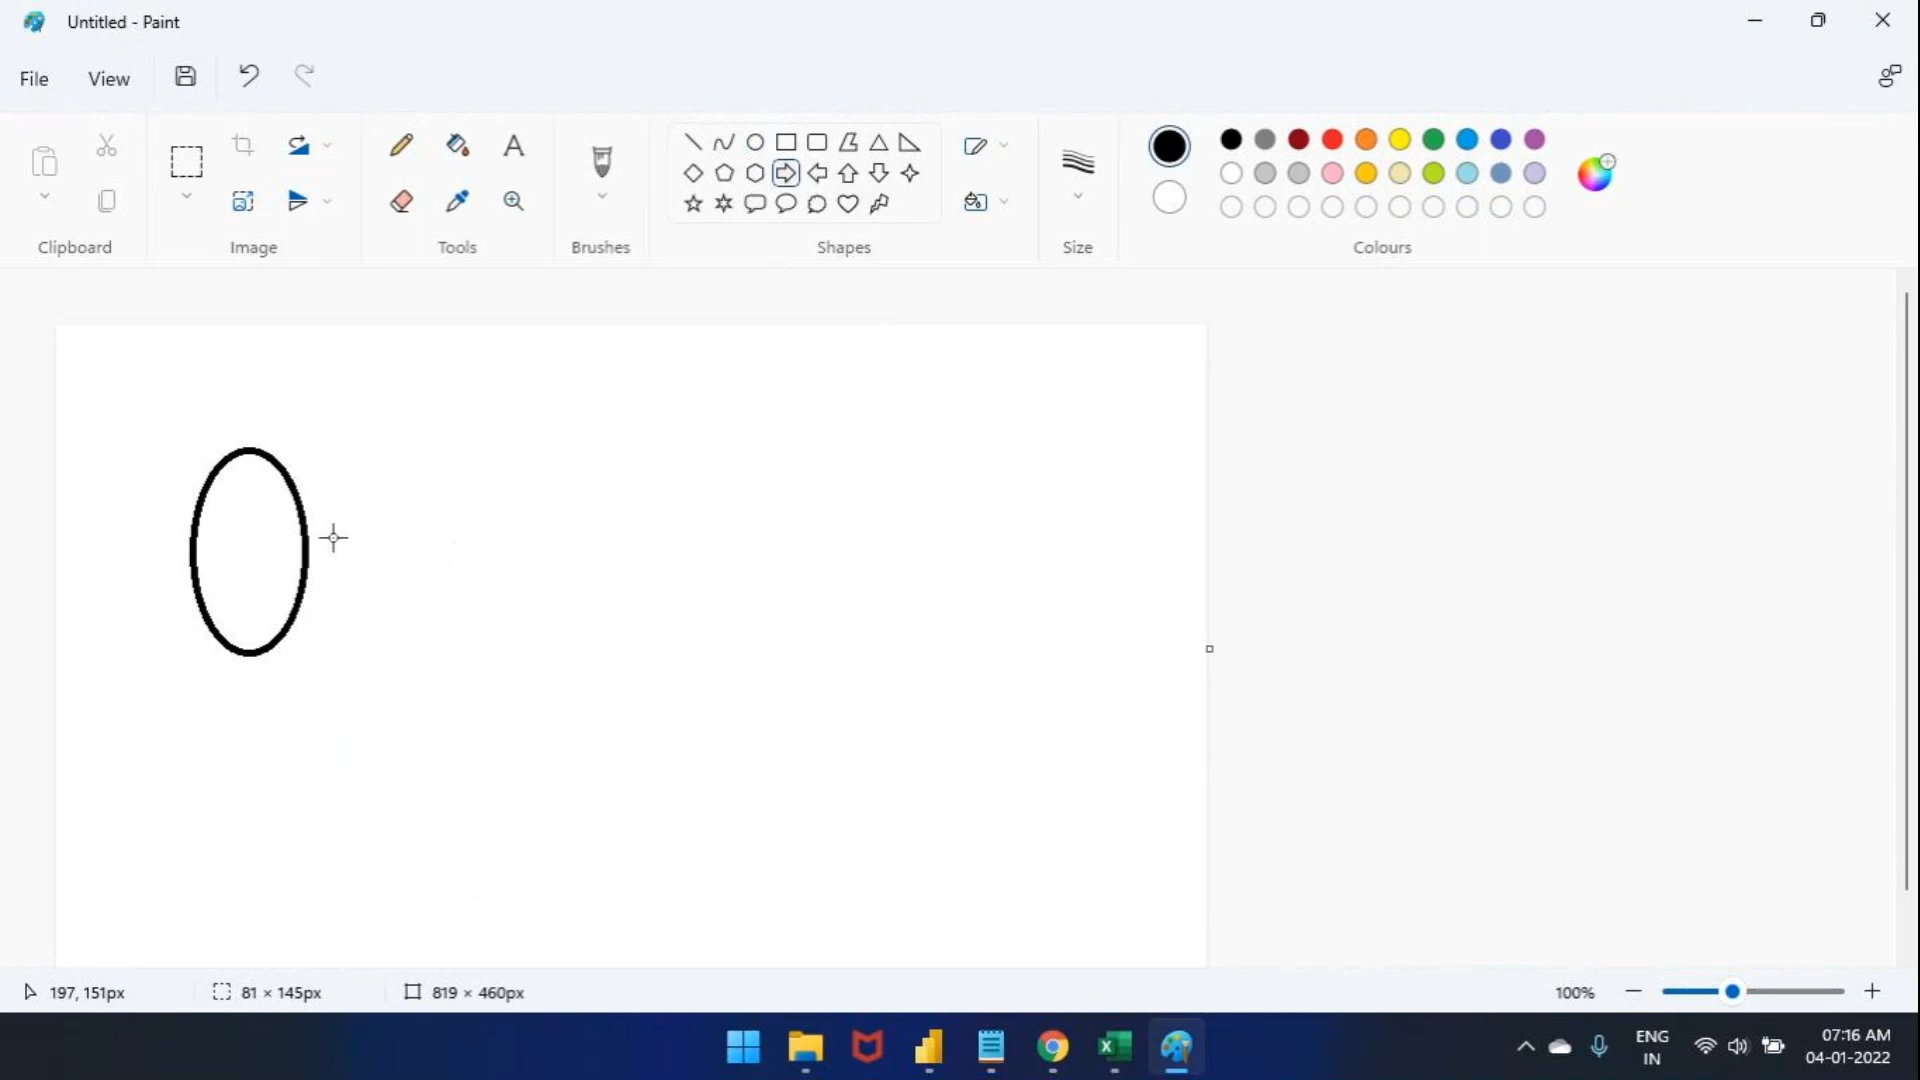 Untitled - Paint
File View
Clipboard Image Tools Brushes Shapes Size Colours
197, 151px 81 × 145px 819 × 460px 100%
ENG 07:16 AM
IN 04-01-2022